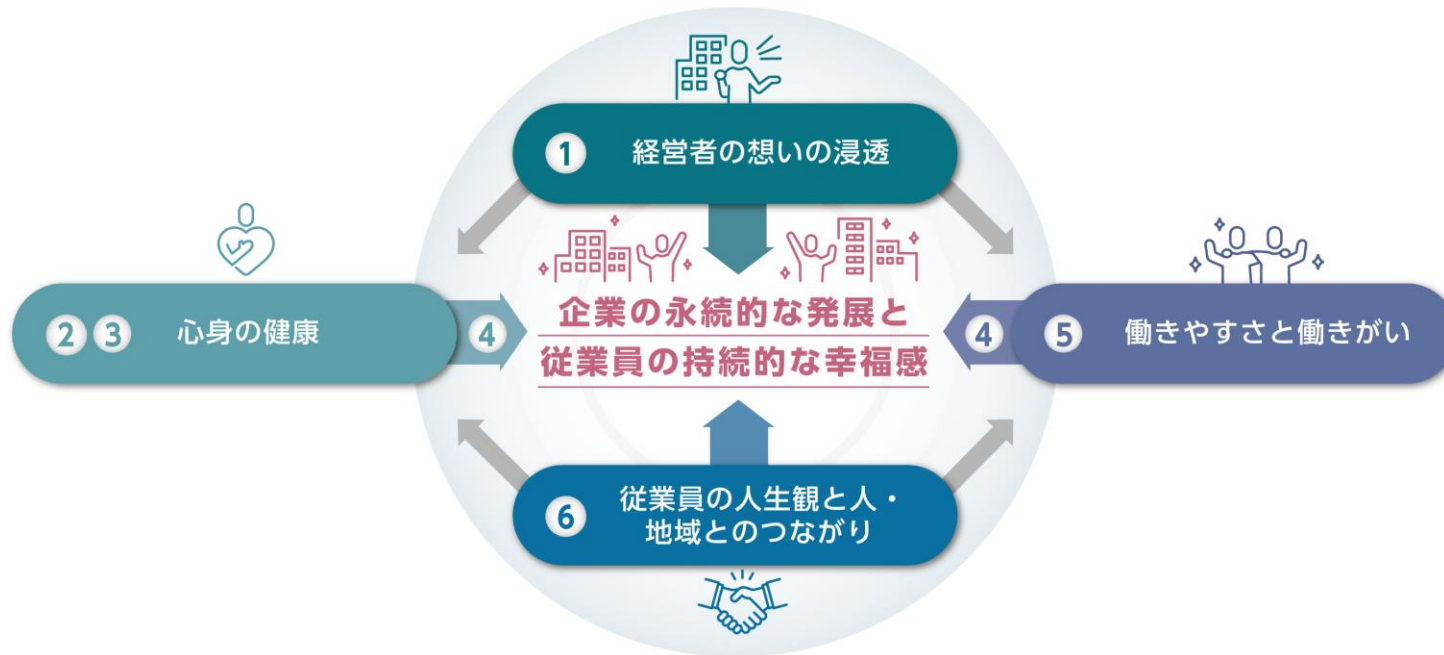 1 経営者の想いの浸透
2 3 心身の健康 4
企業の永続的な発展と
従業員の持続的な幸福感
4 5 働きやすさと働きがい
6 従業員の人生観と人・
地域とのつながり